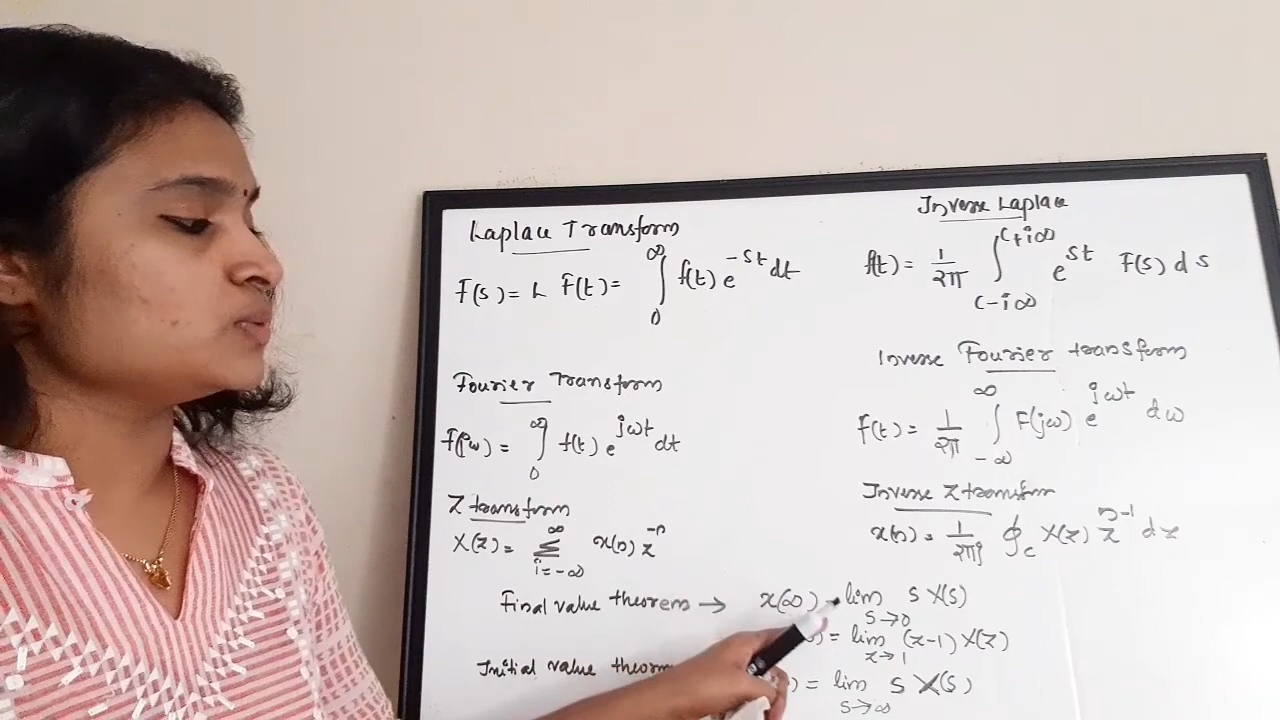 Laplace Transform
F(s) = L F(t) = ∫₀^∞ f(t) e^{-st} dt
Fourier Transform
F(jω) = ∫₀^∞ f(t) e^{jωt} dt
Z transform
X(z) = Σ_{i=-∞}^{∞} x(n) z^{-n}
Inverse Laplace
f(t) = 1/2π ∫_{c-i∞}^{c+i∞} e^{st} F(s) ds
Inverse Fourier transform
f(t) = 1/2π ∫_{-∞}^{∞} F(jω) e^{jωt} dω
Inverse Z transform
x(n) = 1/2πj ∮_c X(z) z^{n-1} dz
Final value theorem → x(∞) = lim_{s→0} s X(s)
) = lim_{z→1} (z-1) X(z)
Initial value theorem ) = lim_{s→∞} s X(s)